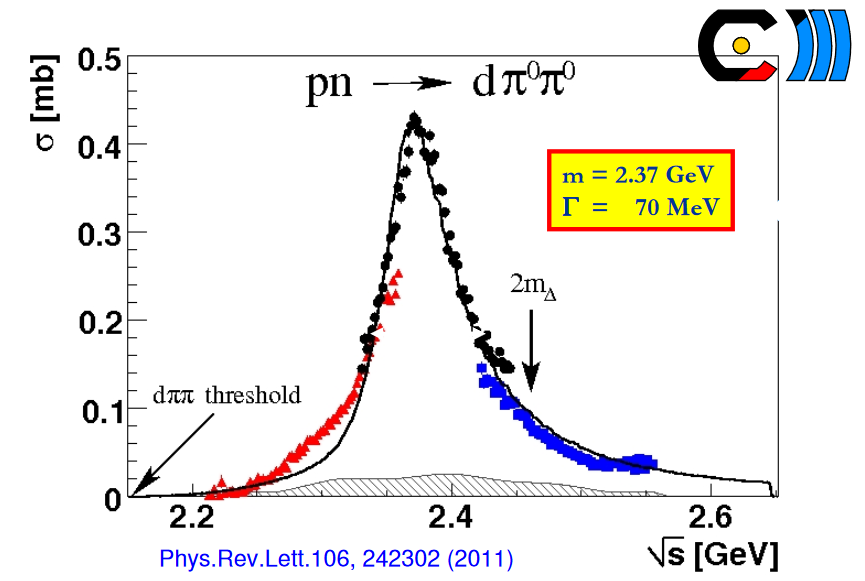 pn → dπ⁰π⁰
σ [mb]
0.5
0.4
0.3
0.2
0.1
0
m = 2.37 GeV
Γ = 70 MeV
2mΔ
dππ threshold
2.2
2.4
2.6
√s [GeV]
Phys.Rev.Lett.106, 242302 (2011)